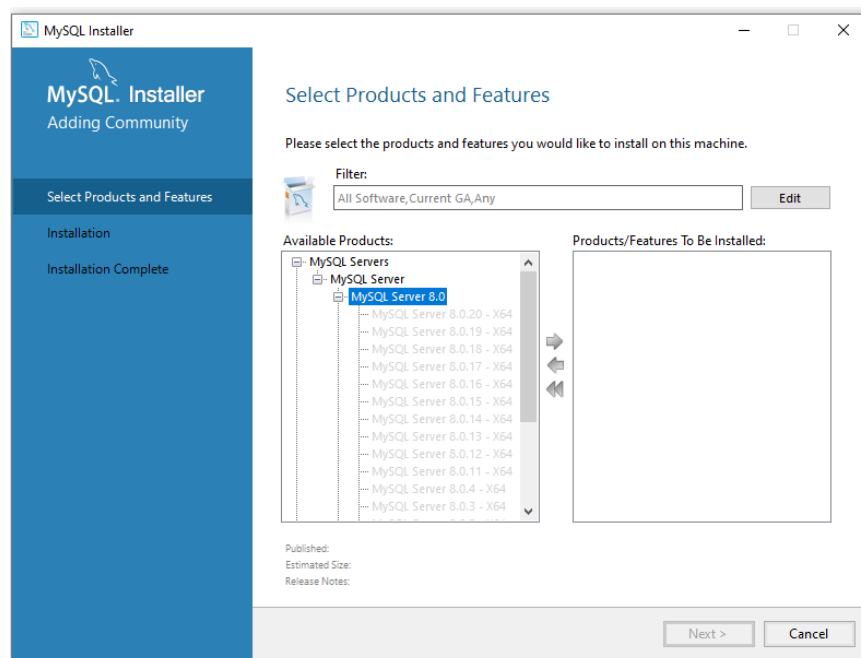 MySQL Installer
MySQL. Installer
Adding Community
Select Products and Features
Installation
Installation Complete
Select Products and Features
Please select the products and features you would like to install on this machine.
Filter:
All Software,Current GA,Any
Edit
Available Products:
MySQL Servers
MySQL Server
MySQL Server 8.0
MySQL Server 8.0.20 - X64
MySQL Server 8.0.19 - X64
MySQL Server 8.0.18 - X64
MySQL Server 8.0.17 - X64
MySQL Server 8.0.16 - X64
MySQL Server 8.0.15 - X64
MySQL Server 8.0.14 - X64
MySQL Server 8.0.13 - X64
MySQL Server 8.0.12 - X64
MySQL Server 8.0.11 - X64
MySQL Server 8.0.4 - X64
MySQL Server 8.0.3 - X64
Products/Features To Be Installed:
Published:
Estimated Size:
Release Notes:
Next >
Cancel